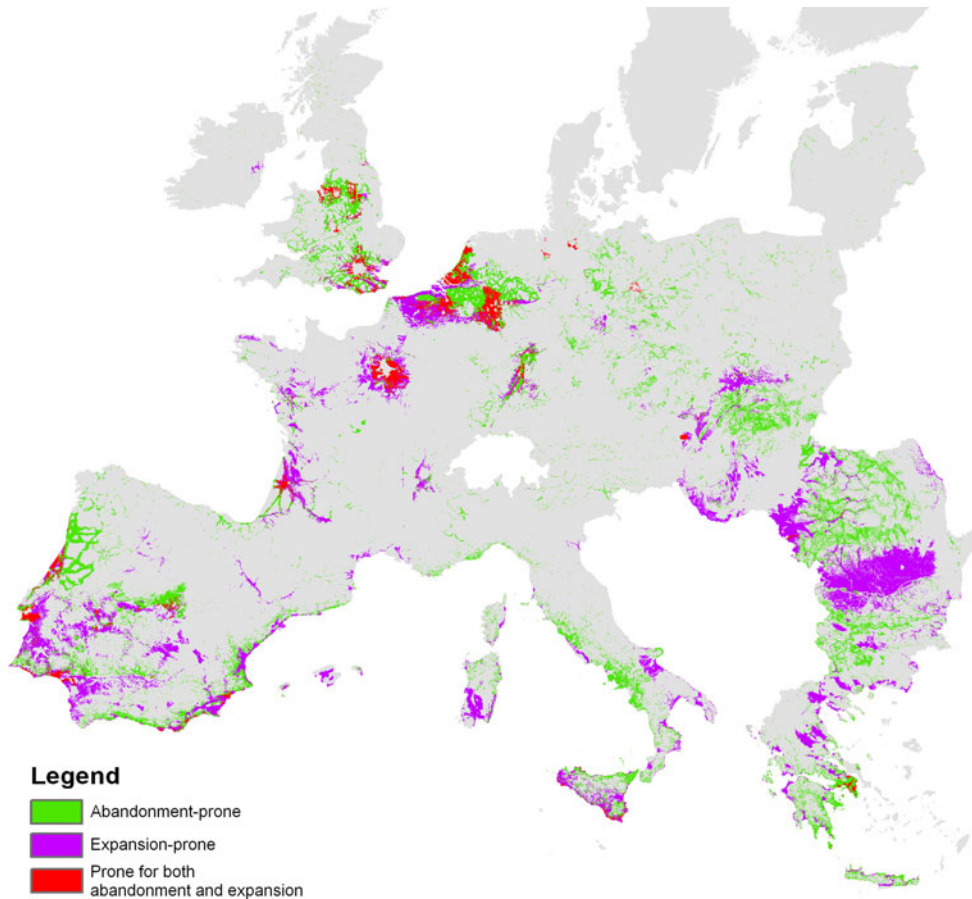 Legend
Abandonment-prone
Expansion-prone
Prone for both
abandonment and expansion